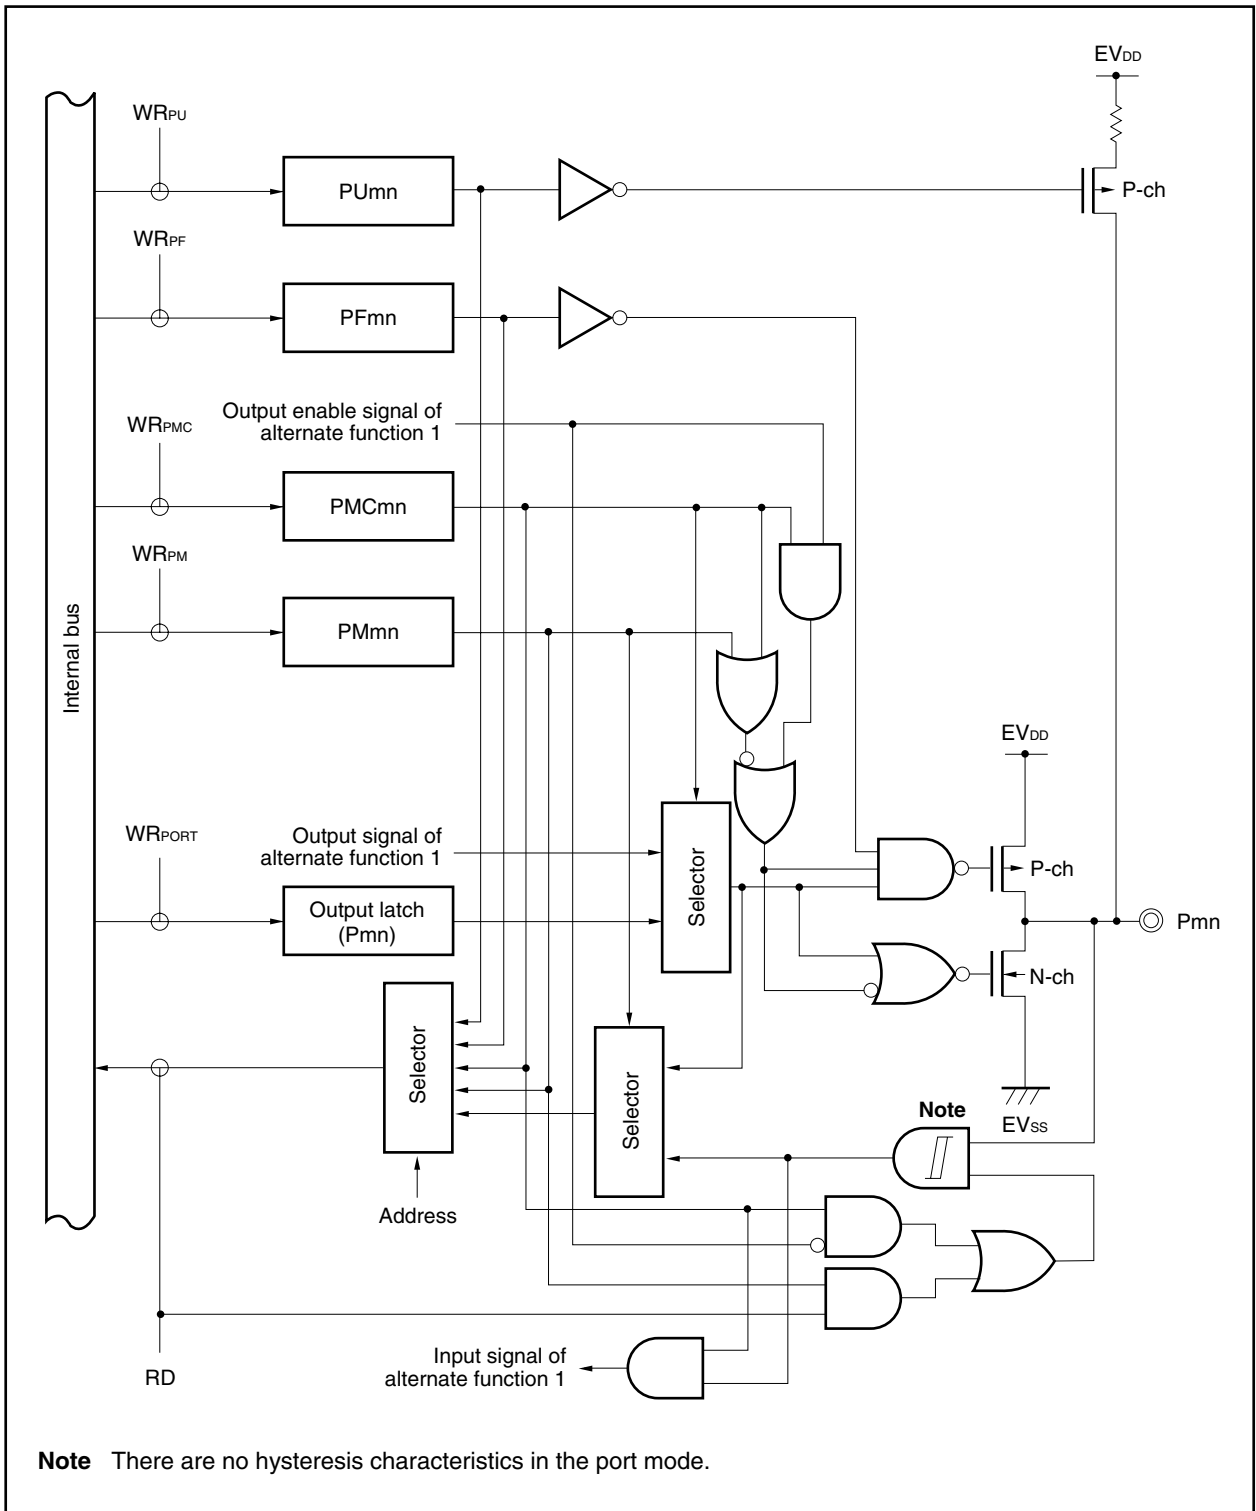 EVDD
WRPU
PUmn
P-ch
WRPF
PFmn
Output enable signal of
alternate function 1
WRPMC
PMCmn
WRPM
PMmn
Internal bus
EVDD
WRPORT
Output signal of
alternate function 1
Selector
P-ch
Output latch
(Pmn)
Pmn
N-ch
Selector
Selector
Note
EVSS
Address
Input signal of
alternate function 1
RD
Note There are no hysteresis characteristics in the port mode.